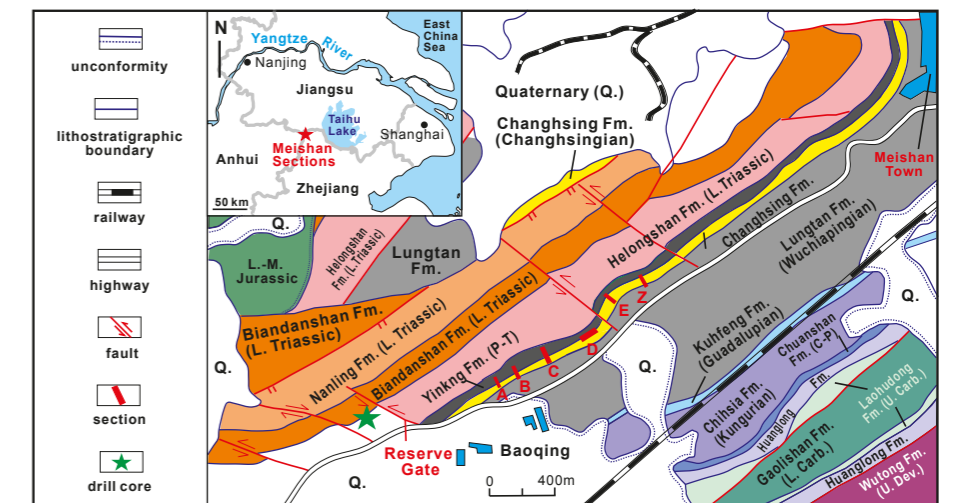 unconformity
lithostratigraphic
boundary
railway
highway
fault
section
drill core
N
Yangtze
River
East
China
Sea
Nanjing
Jiangsu
Taihu
Lake
Shanghai
Meishan
Sections
Anhui
Zhejiang
50 km
Quaternary (Q.)
Changhsing Fm.
(Changhsingian)
Meishan
Town
Q.
L.-M.
Jurassic
Helongshan
Fm. (L.Triassic)
Lungtan
Fm.
Helongshan Fm. (L.Triassic)
Changhsing Fm.
Lungtan Fm.
(Wuchiapingian)
Q.
Biandanshan Fm.
(L. Triassic)
Nanling Fm. (L. Triassic)
Biandanshan Fm. (L. Triassic)
Yinkng Fm. (P-T)
A
B
C
D
E
Z
Q.
Q.
Kuhfeng Fm.
(Guadalupian)
Chuanshan
Fm. (C-P)
Chihsia Fm.
(Kungurian)
Huanglong
Fm.
Laohudong
Fm. (U. Carb.)
Gaolishan Fm.
(L. Carb.)
Huanglong Fm.
Wutong Fm.
(U. Dev.)
Reserve
Gate
Baoqing
Q.
0
400m